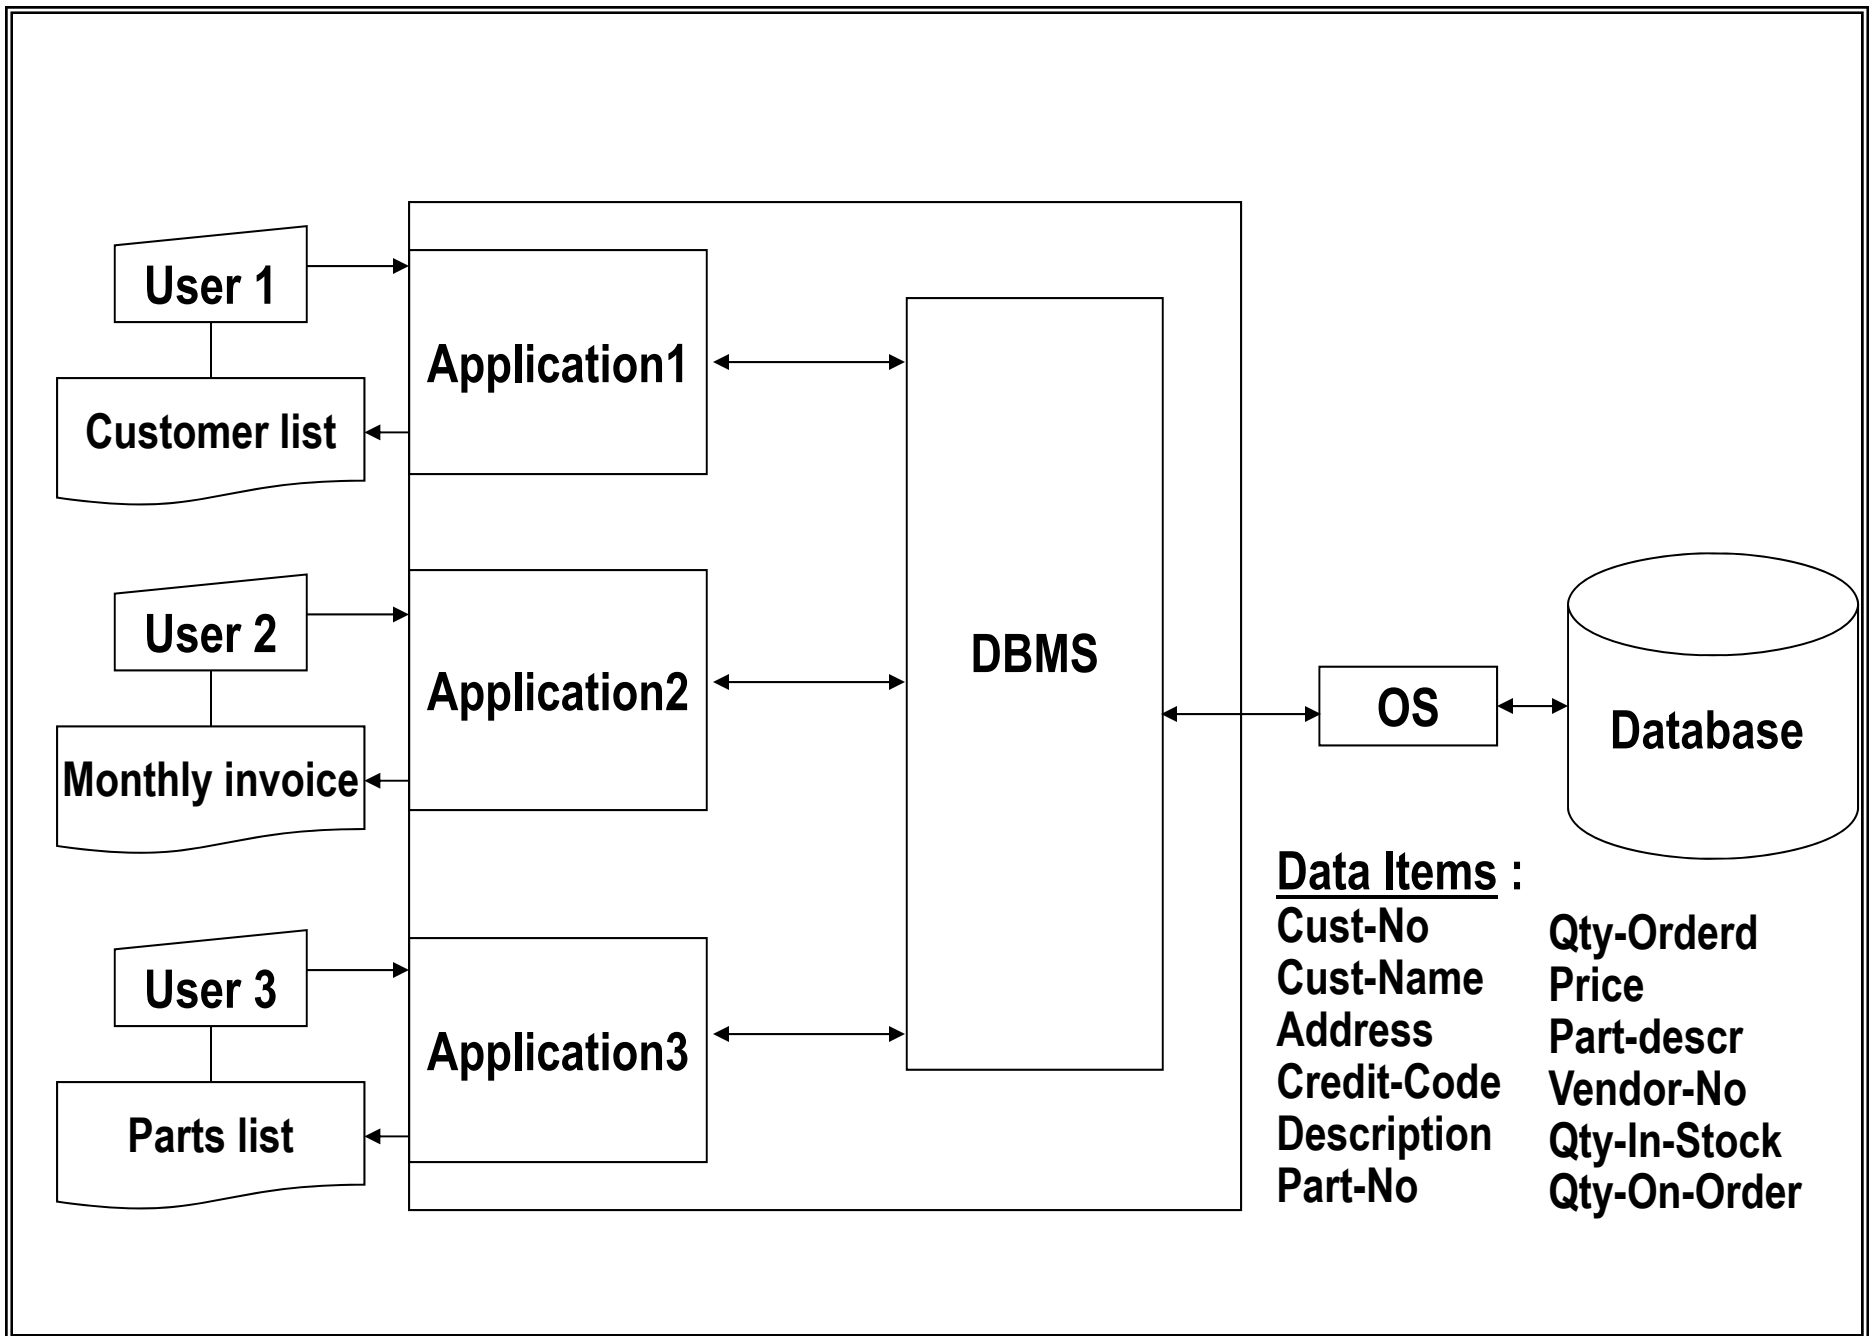 User 1
Application1
Customer list
User 2
Application2
Monthly invoice
User 3
Application3
Parts list
DBMS
OS
Database
Data Items :
Cust-No
Cust-Name
Address
Credit-Code
Description
Part-No
Qty-Orderd
Price
Part-descr
Vendor-No
Qty-In-Stock
Qty-On-Order